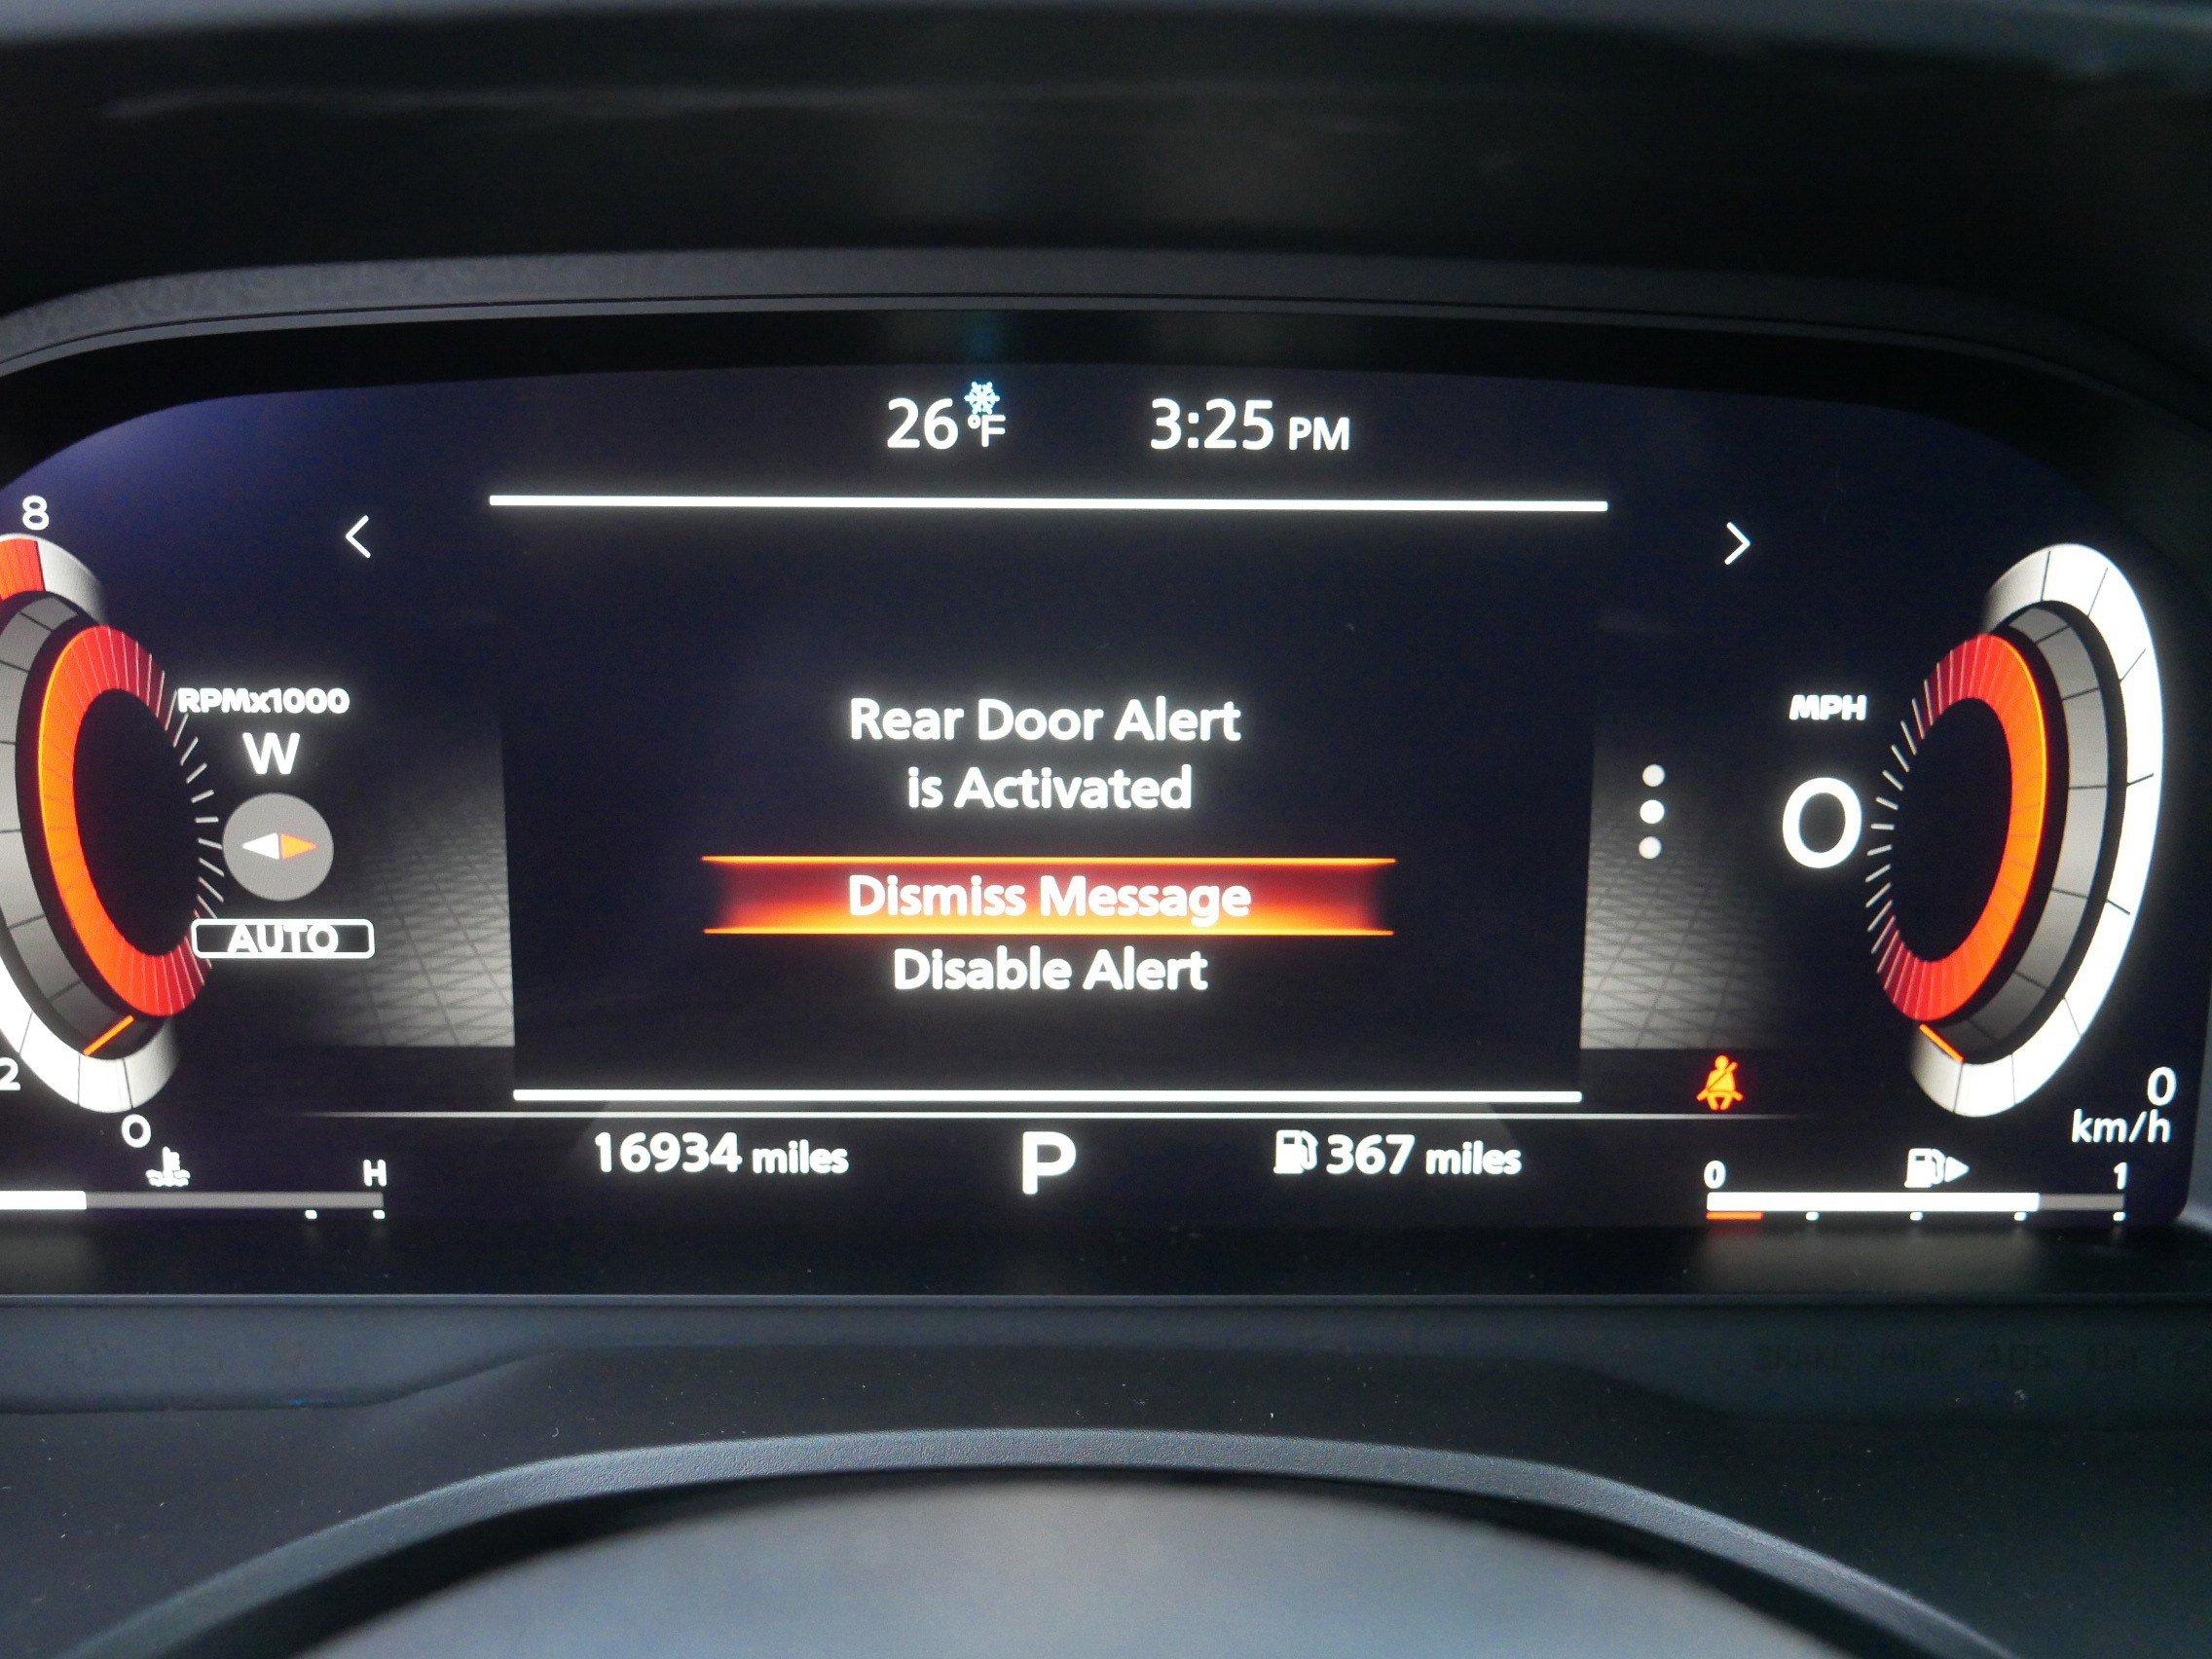 26 °F 3:25 PM
8
RPMx1000
MPH
W
Rear Door Alert
is Activated
0
Dismiss Message
AUTO
Disable Alert
2
0
0
km/h
16934 miles P 367 miles
H
0 1